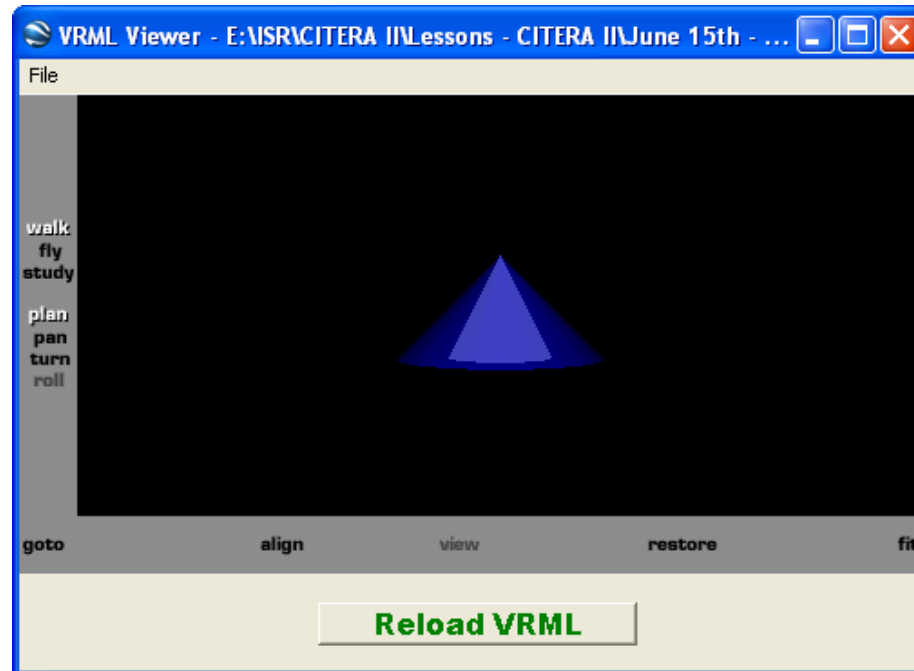 VRML Viewer - E:\ISR\CITERA II\Lessons - CITERA II\June 15th - ...
File
walk
fly
study
plan
pan
turn
roll
goto align view restore fit
Reload VRML